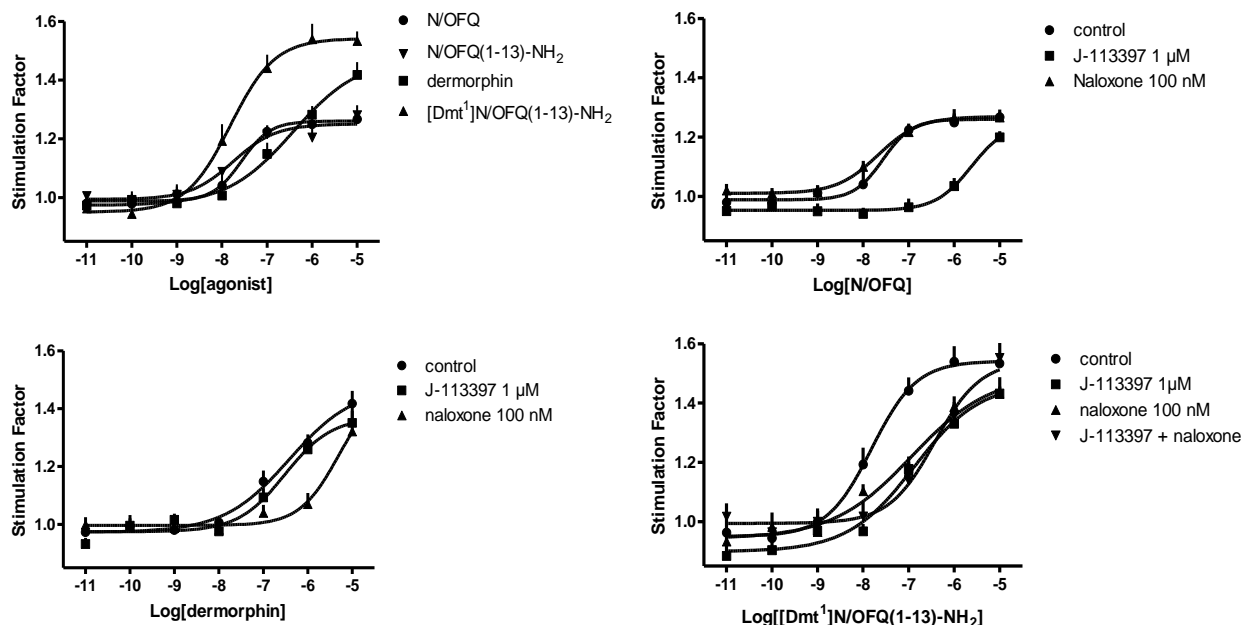 Stimulation Factor
1.6
1.4
1.2
1.0
-11 -10 -9 -8 -7 -6 -5
Log[agonist]
N/OFQ
N/OFQ(1-13)-NH2
dermorphin
[Dmt1]N/OFQ(1-13)-NH2
Stimulation Factor
1.6
1.4
1.2
1.0
-11 -10 -9 -8 -7 -6 -5
Log[N/OFQ]
control
J-113397 1 µM
Naloxone 100 nM
Stimulation Factor
1.6
1.4
1.2
1.0
-11 -10 -9 -8 -7 -6 -5
Log[dermorphin]
control
J-113397 1 µM
naloxone 100 nM
Stimulation Factor
1.6
1.4
1.2
1.0
-11 -10 -9 -8 -7 -6 -5
Log[[Dmt1]N/OFQ(1-13)-NH2]
control
J-113397 1µM
naloxone 100 nM
J-113397 + naloxone